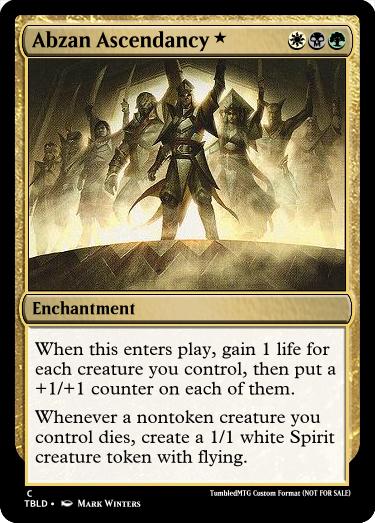 Abzan Ascendancy ★
Enchantment
When this enters play, gain 1 life for
each creature you control, then put a
+1/+1 counter on each of them.
Whenever a nontoken creature you
control dies, create a 1/1 white Spirit
creature token with flying.
C
TBLD • Mark Winters
TumbledMTG Custom Format (NOT FOR SALE)